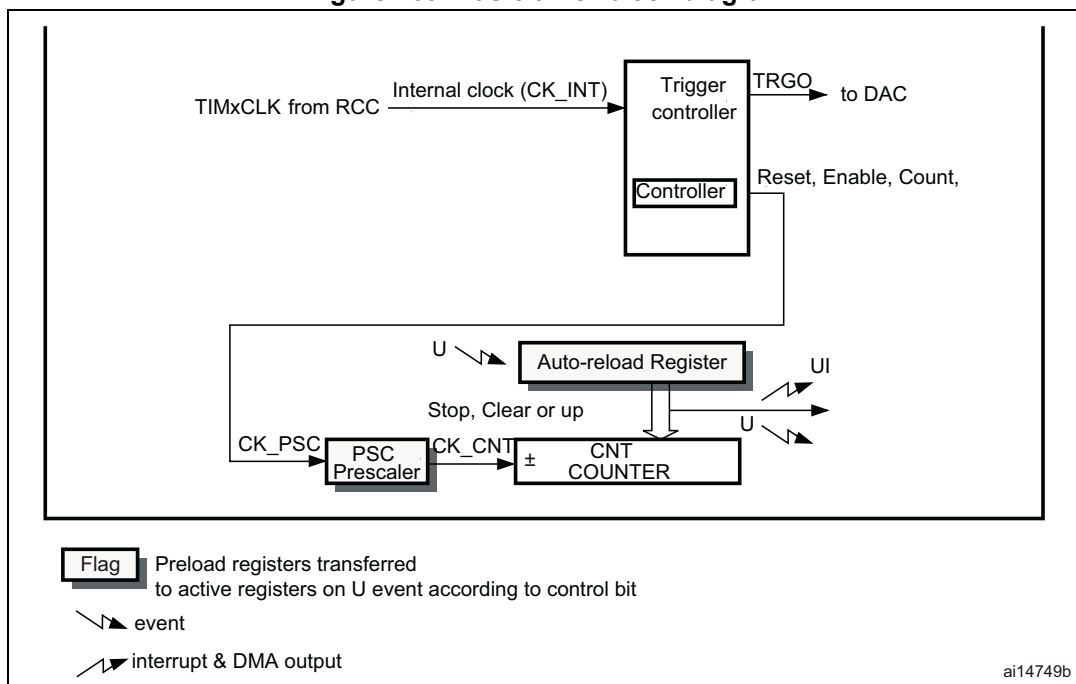 Internal clock (CK_INT)
TIMxCLK from RCC
Trigger
controller
TRGO
to DAC
Controller
Reset, Enable, Count,
U
Auto-reload Register
UI
Stop, Clear or up
U
CK_PSC
PSC
Prescaler
CK_CNT
±
CNT
COUNTER
Flag
Preload registers transferred
to active registers on U event according to control bit
event
interrupt & DMA output
ai14749b